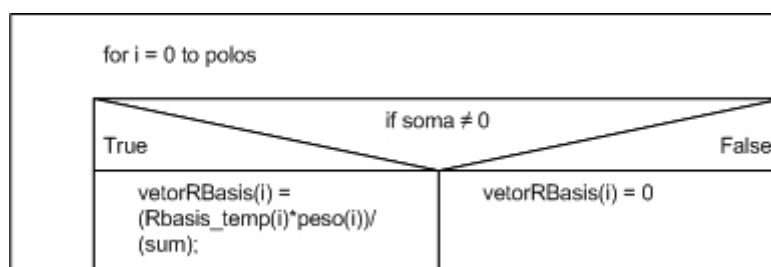 for i = 0 to polos
if soma ≠ 0
True
False
vetorRBasis(i) =
(Rbasis_temp(i)*peso(i))/
(sum);
vetorRBasis(i) = 0